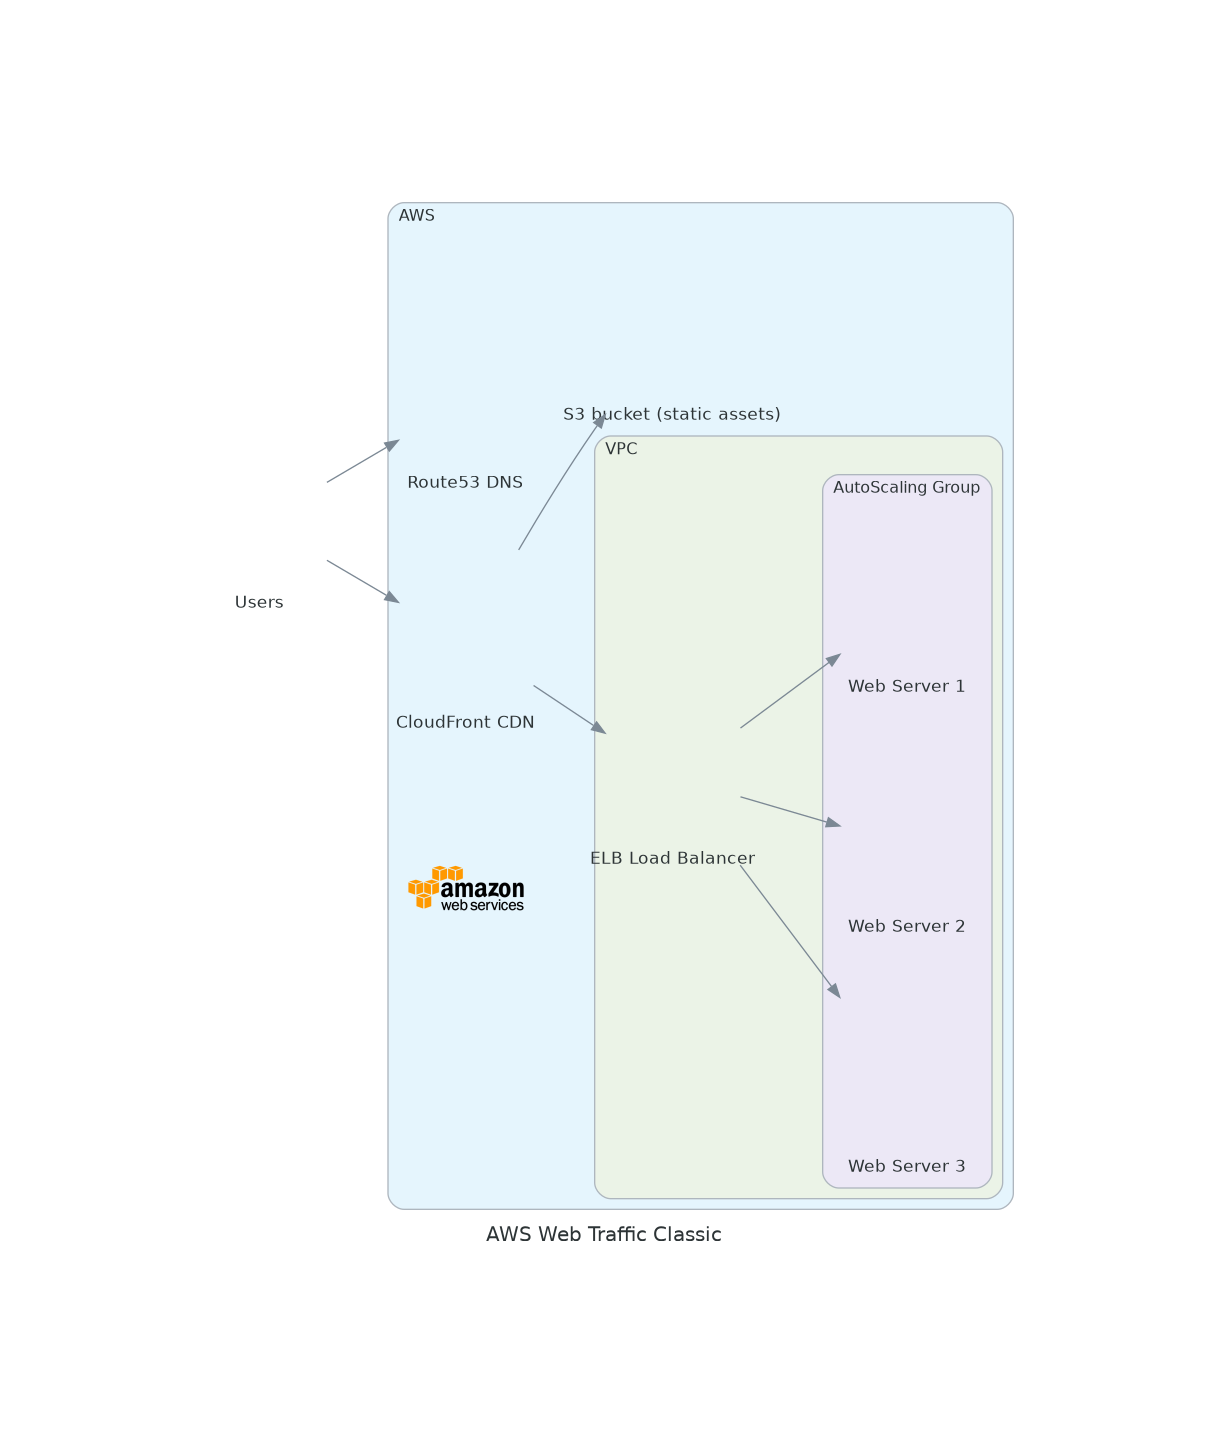 AWS
S3 bucket (static assets)
VPC
Route53 DNS
AutoScaling Group
Users
Web Server 1
CloudFront CDN
ELB Load Balancer
amazon
web services
Web Server 2
Web Server 3
AWS Web Traffic Classic